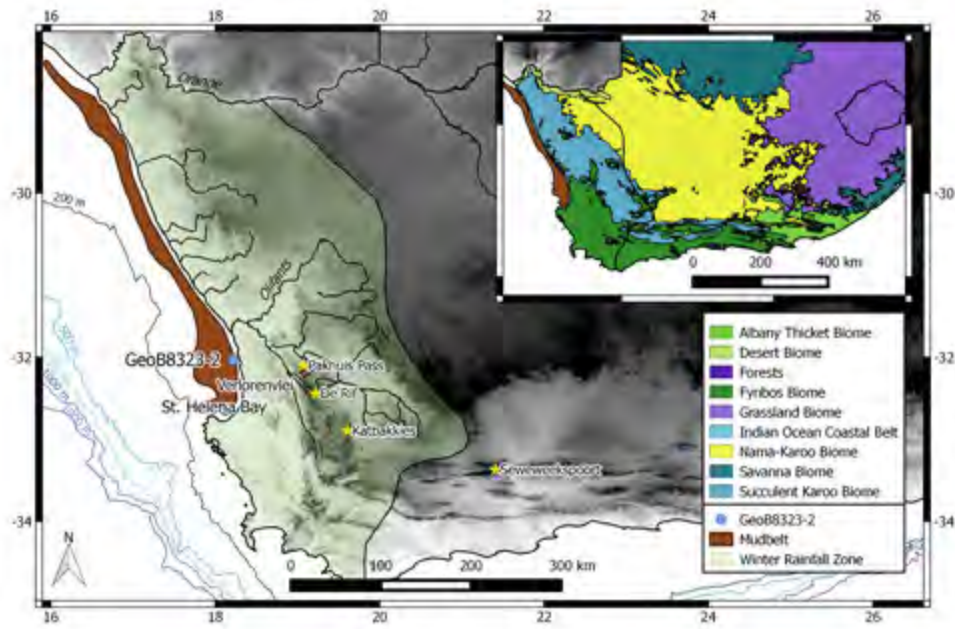 16 18 20 22 24 26
Orange
-30 -30
200 m
0 200 400 km
Olifants
Albany Thicket Biome
Desert Biome
Forests
Fynbos Biome
Grassland Biome
Indian Ocean Coastal Belt
Nama-Karoo Biome
Savanna Biome
Succulent Karoo Biome
GeoB8323-2
Mudbelt
Winter Rainfall Zone
-32 -32
500 m
1000 m
GeoB8323-2
Pakhuis Pass
Verlorenvlei
De Rif
St. Helena Bay
Katbakkies
Seweweekspoort
-34 -34
N
0 100 200 300 km
16 18 20 22 24 26